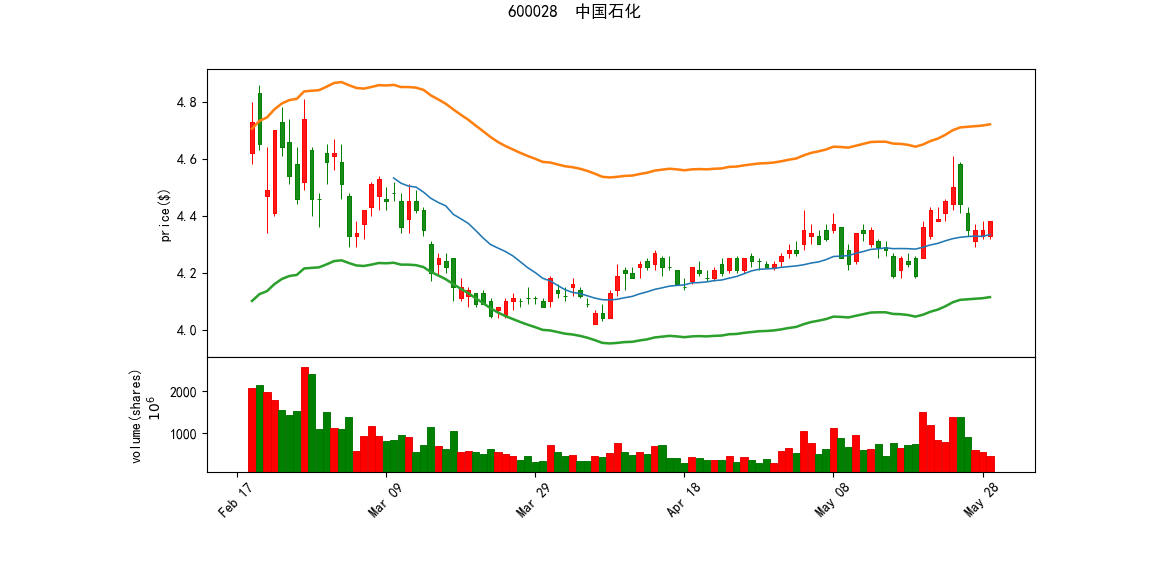 600028 中国石化
price($)
4.8
4.6
4.4
4.2
4.0
volume(shares)
10^6
2000
1000
Feb 17
Mar 09
Mar 29
Apr 18
May 08
May 28